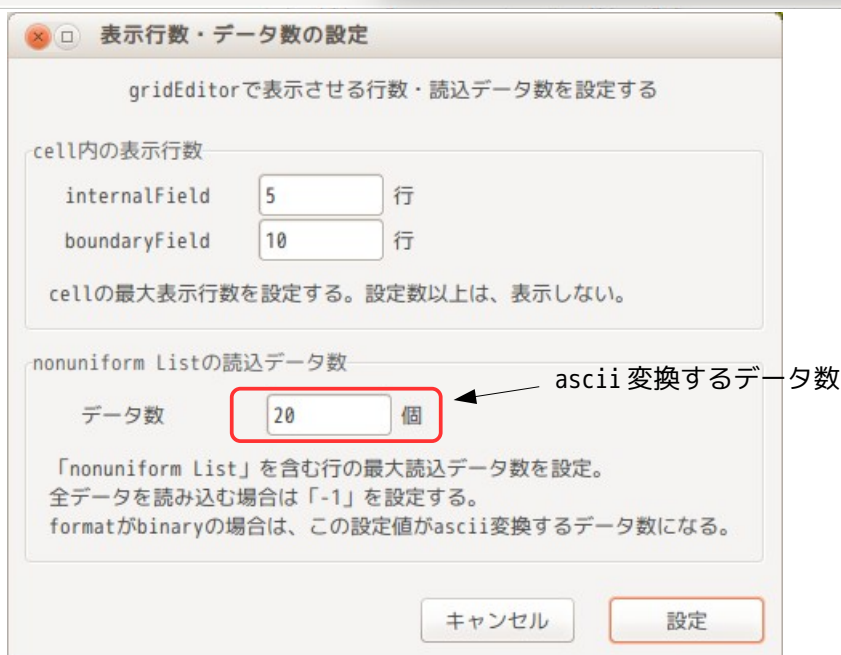 表示行数・データ数の設定
gridEditorで表示させる行数・読込データ数を設定する
cell内の表示行数
internalField 5 行
boundaryField 10 行
cellの最大表示行数を設定する。設定数以上は、表示しない。
nonuniform Listの読込データ数
ascii 変換するデータ数
データ数 20 個
「nonuniform List」を含む行の最大読込データ数を設定。
全データを読み込む場合は「-1」を設定する。
formatがbinaryの場合は、この設定値がascii変換するデータ数になる。
キャンセル 設定